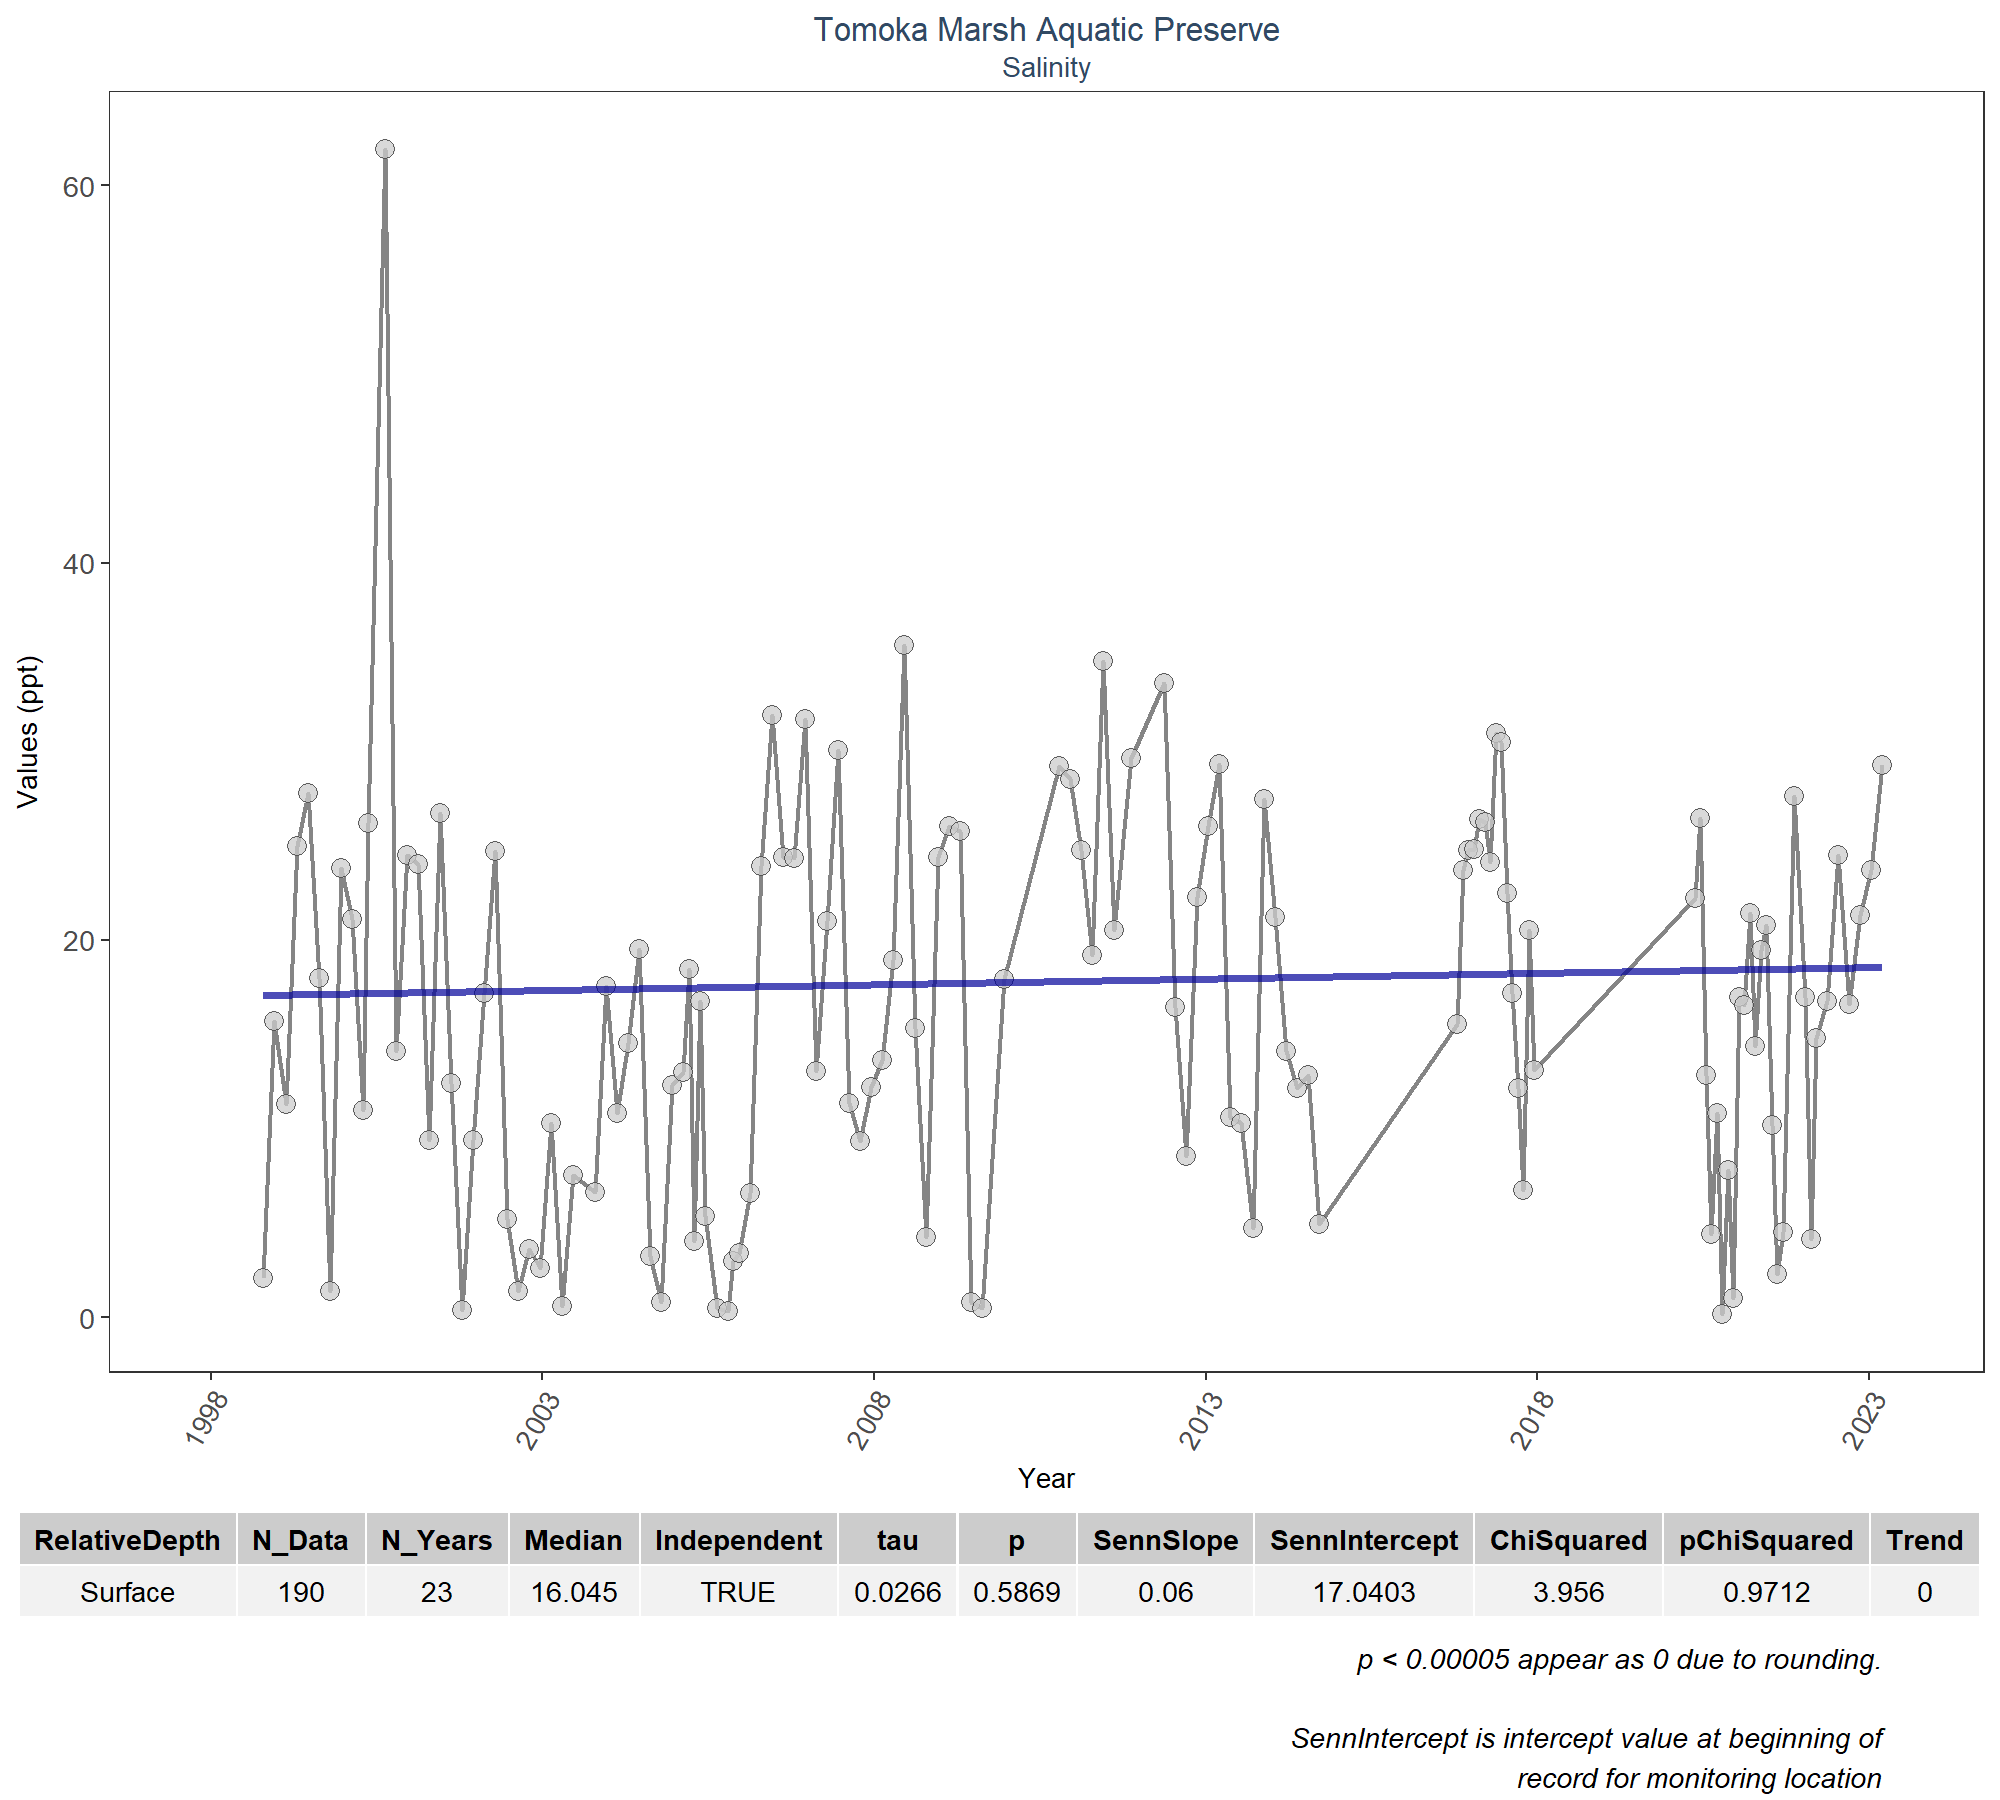 Tomoka Marsh Aquatic Preserve
Salinity
60
40
20
0
Values (ppt)
1998
2003
2008
2013
2018
2023
Year
RelativeDepth N_Data N_Years Median Independent tau p SennSlope SennIntercept ChiSquared pChiSquared Trend
Surface 190 23 16.045 TRUE 0.0266 0.5869 0.06 17.0403 3.956 0.9712 0
p < 0.00005 appear as 0 due to rounding.
SennIntercept is intercept value at beginning of
record for monitoring location